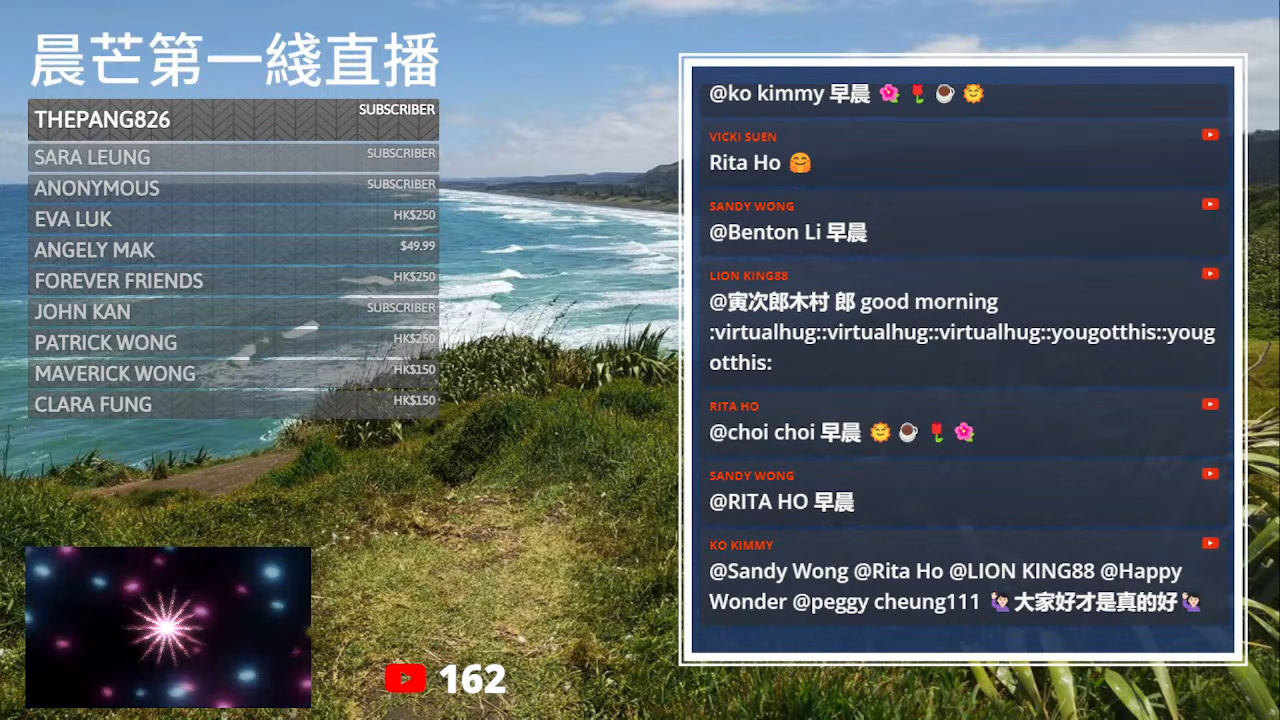 晨芒第一綫直播
THEPANG826 SUBSCRIBER
SARA LEUNG SUBSCRIBER
ANONYMOUS SUBSCRIBER
EVA LUK HK$250
ANGELY MAK $49.99
FOREVER FRIENDS HK$250
JOHN KAN SUBSCRIBER
PATRICK WONG HK$250
MAVERICK WONG HK$150
CLARA FUNG HK$150
@ko kimmy 早晨 🌺 🌷 ☕ 🌞
VICKI SUEN
Rita Ho 🤗
SANDY WONG
@Benton Li 早晨
LION KING88
@寅次郎木村 郎 good morning
:virtualhug::virtualhug::virtualhug::yougotthis::youg
otthis:
RITA HO
@choi choi 早晨 🌞 ☕ 🌷 🌺
SANDY WONG
@RITA HO 早晨
KO KIMMY
@Sandy Wong @Rita Ho @LION KING88 @Happy
Wonder @peggy cheung111 🙋🏻‍♀️大家好才是真的好🙋🏻‍♀️
162